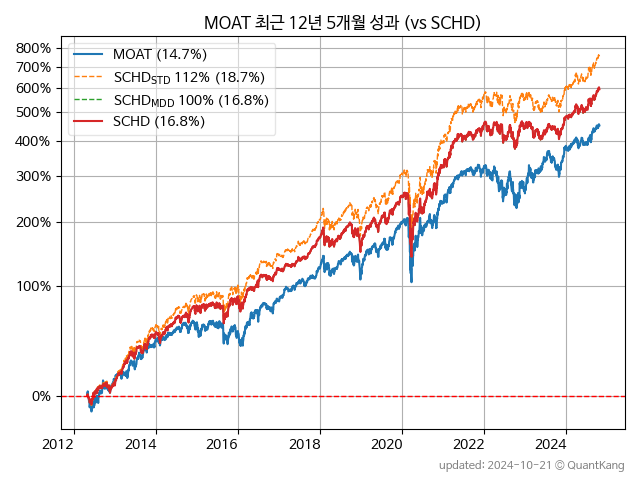 MOAT 최근 12년 5개월 성과 (vs SCHD)
800%
700%
600%
500%
400%
300%
200%
100%
0%
MOAT (14.7%)
SCHD_STD 112% (18.7%)
SCHD_MDD 100% (16.8%)
SCHD (16.8%)
2012 2014 2016 2018 2020 2022 2024
updated: 2024-10-21 © QuantKang